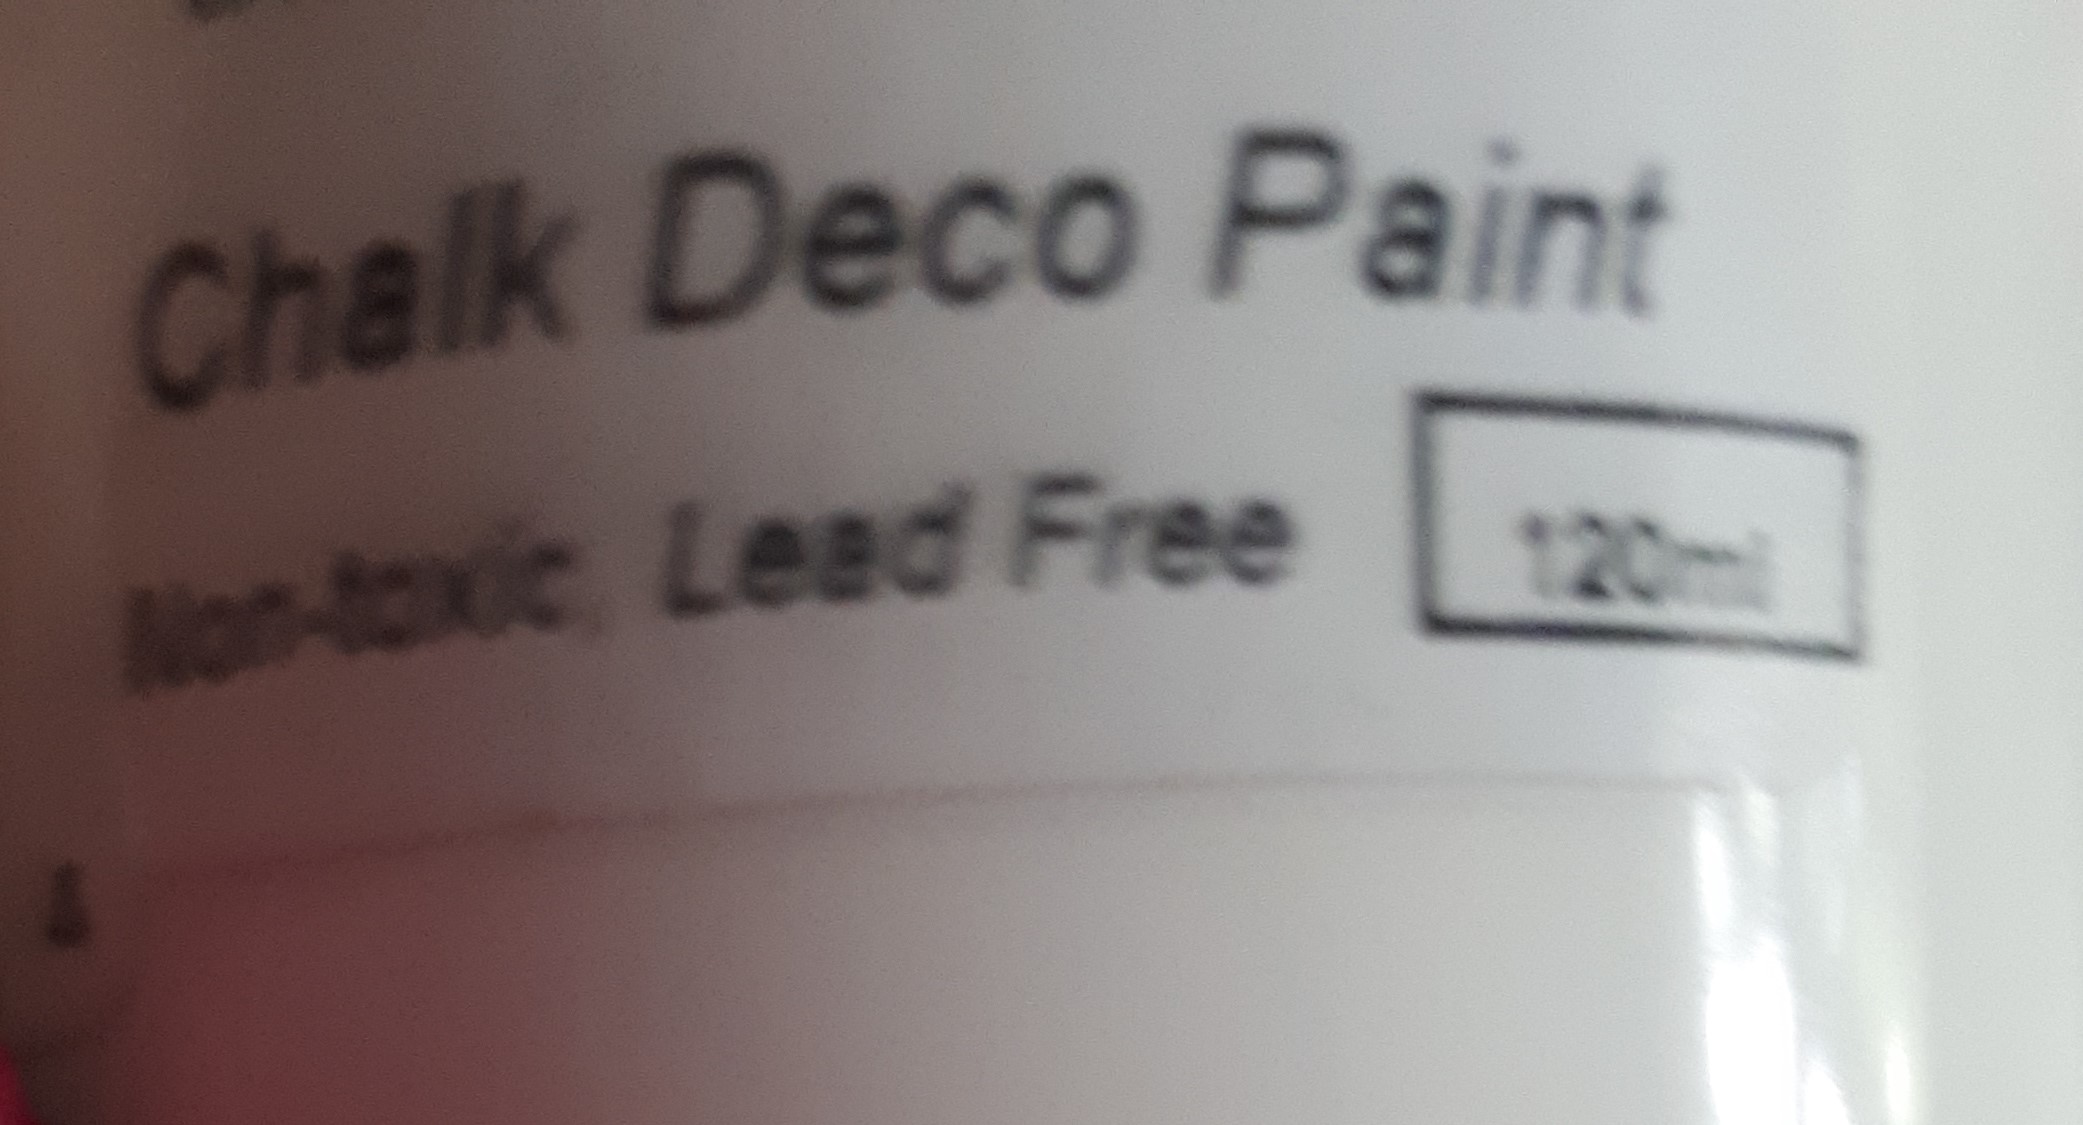 Chalk Deco Paint
Non-toxic, Lead Free
120ml